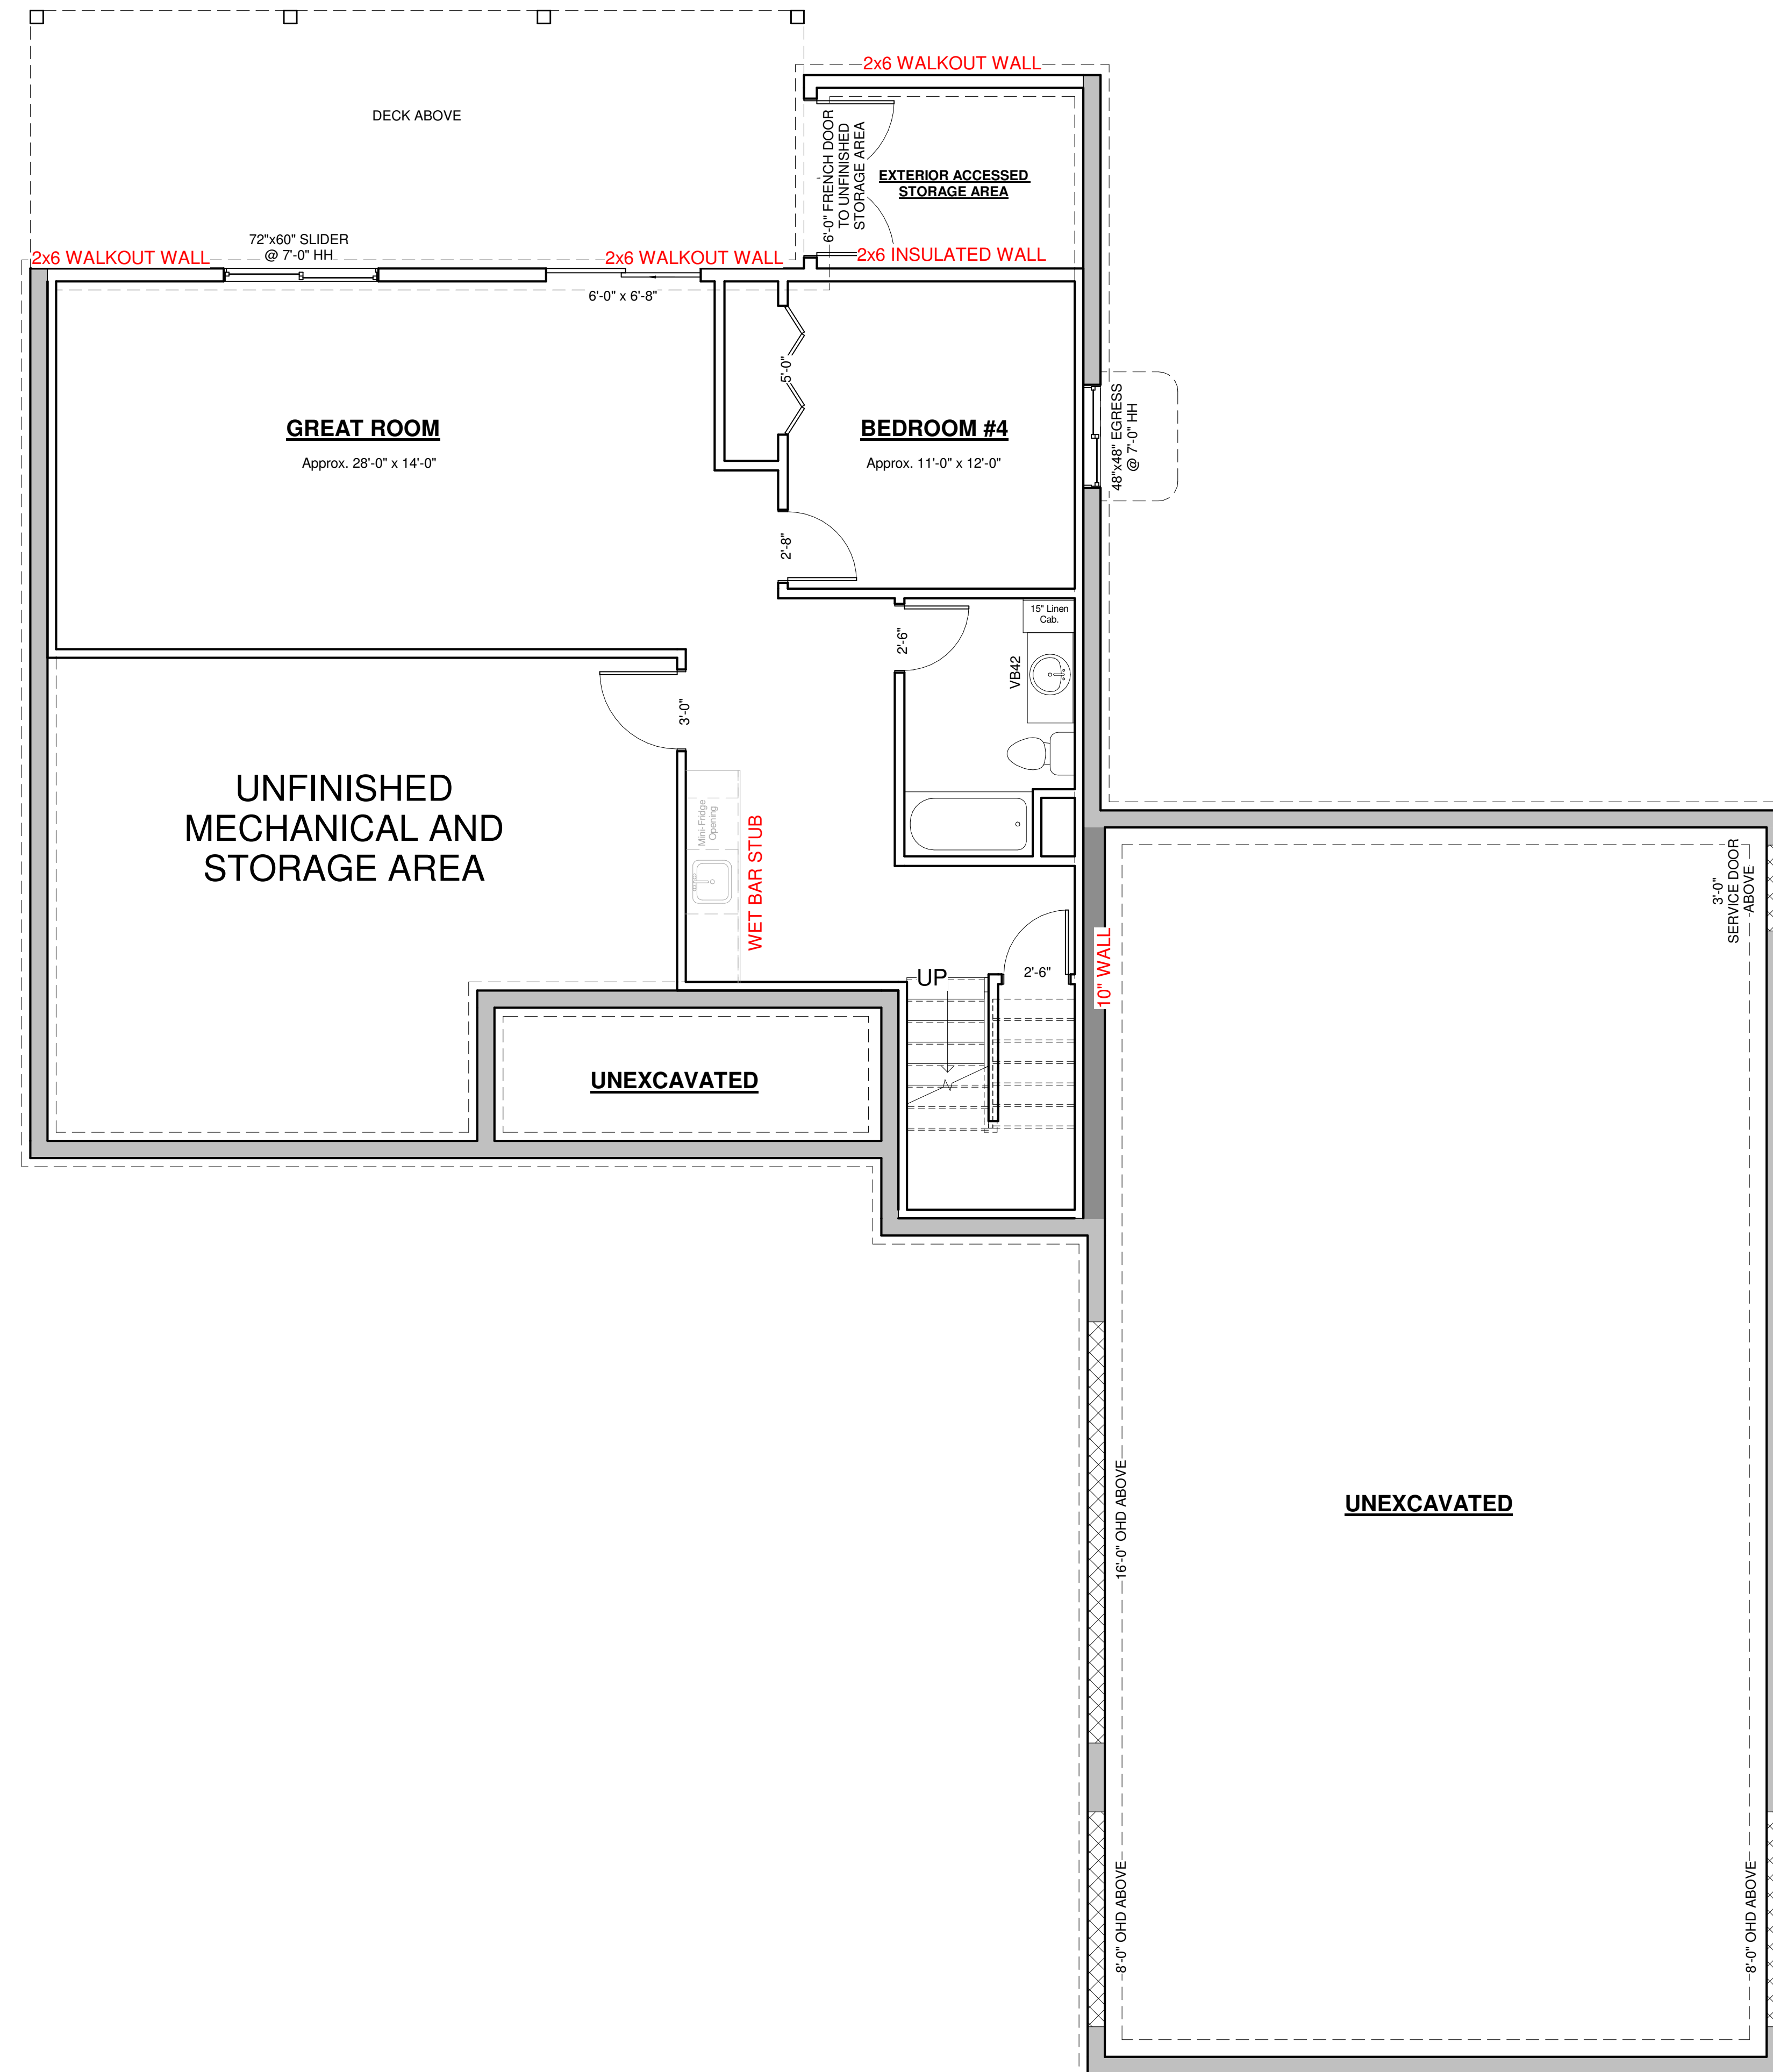 2x6 WALKOUT WALL
DECK ABOVE
6'-0" FRENCH DOOR
TO UNFINISHED
STORAGE AREA
EXTERIOR ACCESSED
STORAGE AREA
72"x60" SLIDER
@ 7'-0" HH
2x6 WALKOUT WALL
2x6 WALKOUT WALL
2x6 INSULATED WALL
6'-0" x 6'-8"
5'-0"
GREAT ROOM
Approx. 28'-0" x 14'-0"
BEDROOM #4
Approx. 11'-0" x 12'-0"
48"x48" EGRESS
@ 7'-0" HH
2'-8"
15" Linen
Cab.
2'-6"
VB42
3'-0"
UNFINISHED
MECHANICAL AND
STORAGE AREA
Mini-Fridge
Opening
WET BAR STUB
3'-0"
SERVICE DOOR
ABOVE
10" WALL
UP
2'-6"
UNEXCAVATED
16'-0" OHD ABOVE
UNEXCAVATED
8'-0" OHD ABOVE
8'-0" OHD ABOVE